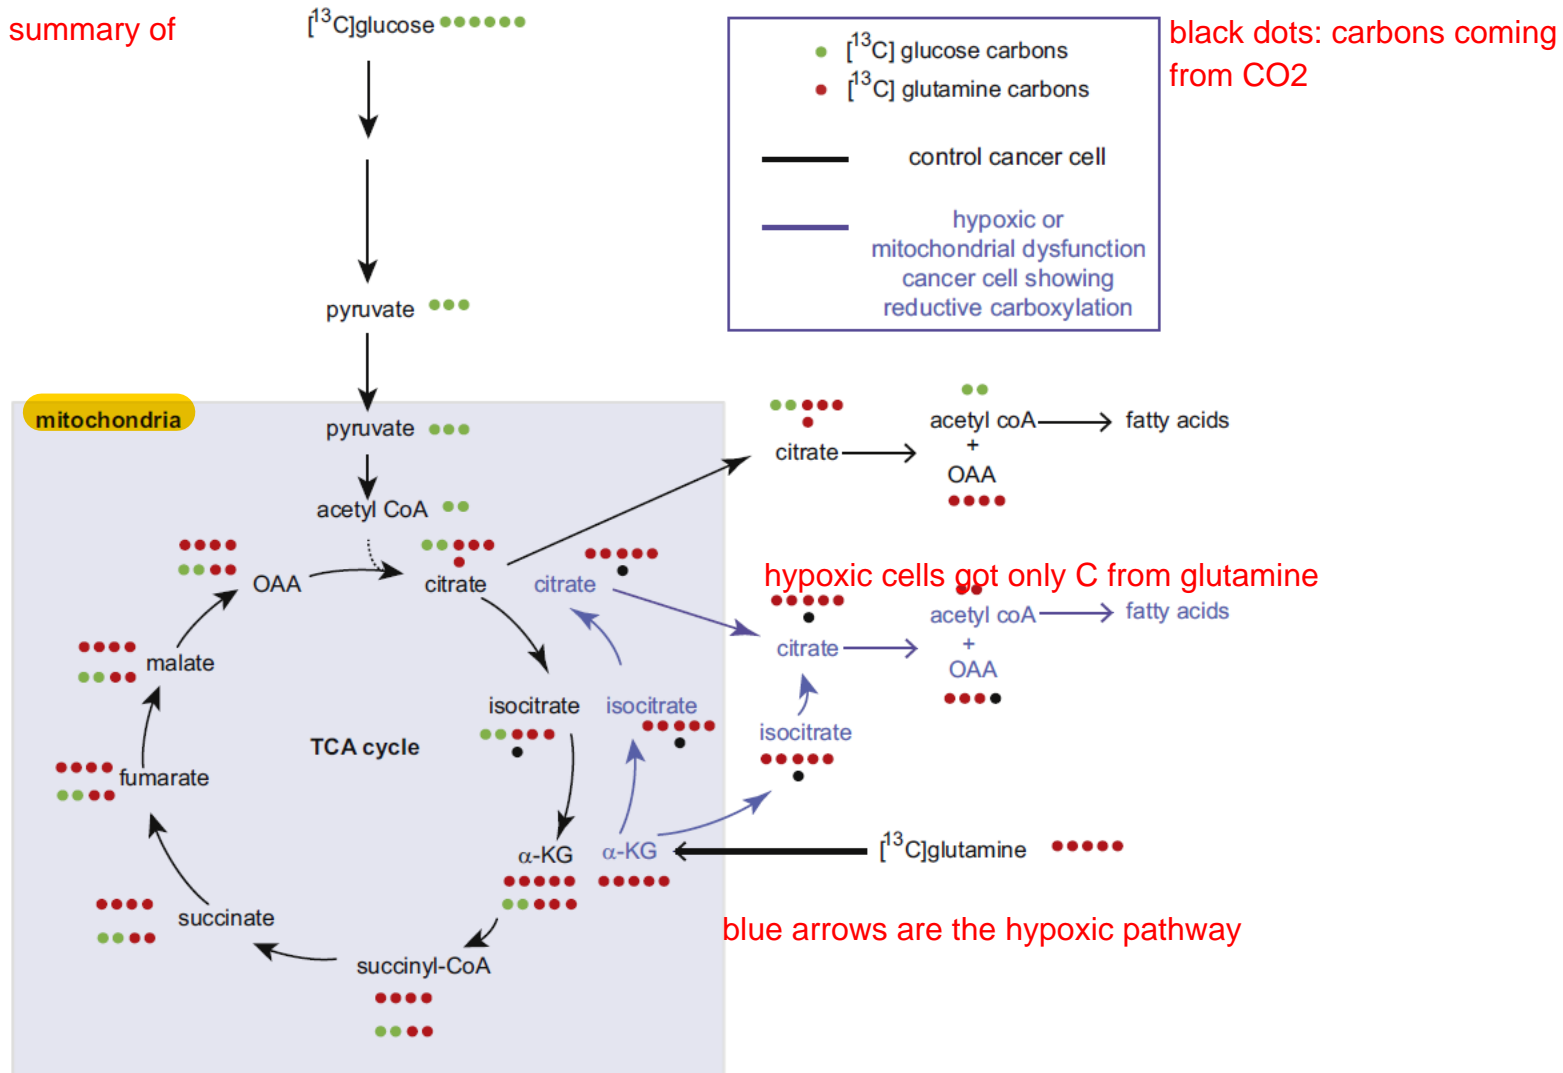 summary of
[¹³C]glucose
[¹³C] glucose carbons
[¹³C] glutamine carbons
control cancer cell
hypoxic or
mitochondrial dysfunction
cancer cell showing
reductive carboxylation
black dots: carbons coming
from CO2
pyruvate
mitochondria
pyruvate
acetyl CoA
OAA
citrate
citrate
malate
isocitrate
isocitrate
TCA cycle
fumarate
α-KG
α-KG
succinate
succinyl-CoA
citrate
acetyl coA
+
OAA
fatty acids
hypoxic cells got only C from glutamine
citrate
acetyl coA
+
OAA
fatty acids
isocitrate
[¹³C]glutamine
blue arrows are the hypoxic pathway